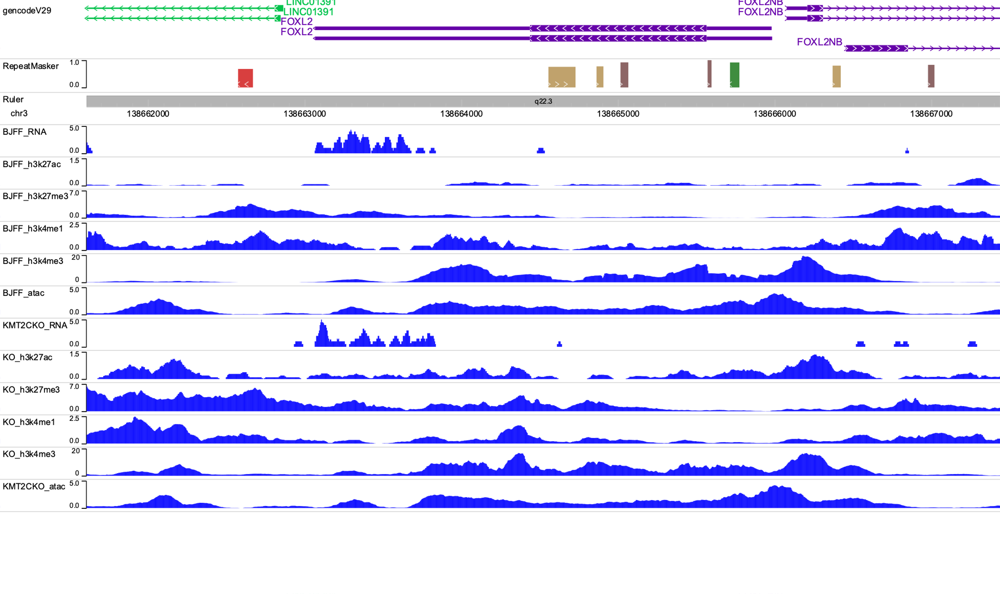 LINC01391
FOXL2NB
gencodeV29
LINC01391
FOXL2NB
FOXL2
FOXL2
FOXL2NB
RepeatMasker
1.0
0.0
Ruler
q22.3
chr3
138662000 138663000 138664000 138665000 138666000 138667000
BJFF_RNA
5.0
0.0
BJFF_h3k27ac
1.5
0.0
BJFF_h3k27me3
7.0
0.0
BJFF_h3k4me1
2.5
0.0
BJFF_h3k4me3
20
0
BJFF_atac
5.0
0.0
KMT2CKO_RNA
5.0
0.0
KO_h3k27ac
1.5
0.0
KO_h3k27me3
7.0
0.0
KO_h3k4me1
2.5
0.0
KO_h3k4me3
20
0
KMT2CKO_atac
5.0
0.0